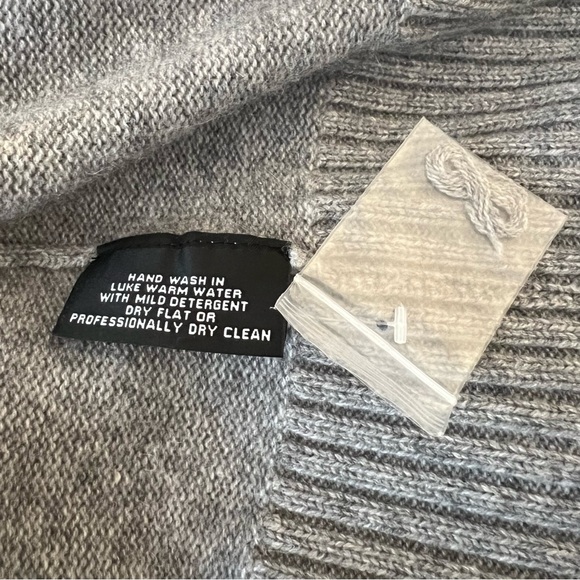 HAND WASH IN
LUKE WARM WATER
WITH MILD DETERGENT
DRY FLAT OR
PROFESSIONALLY DRY CLEAN